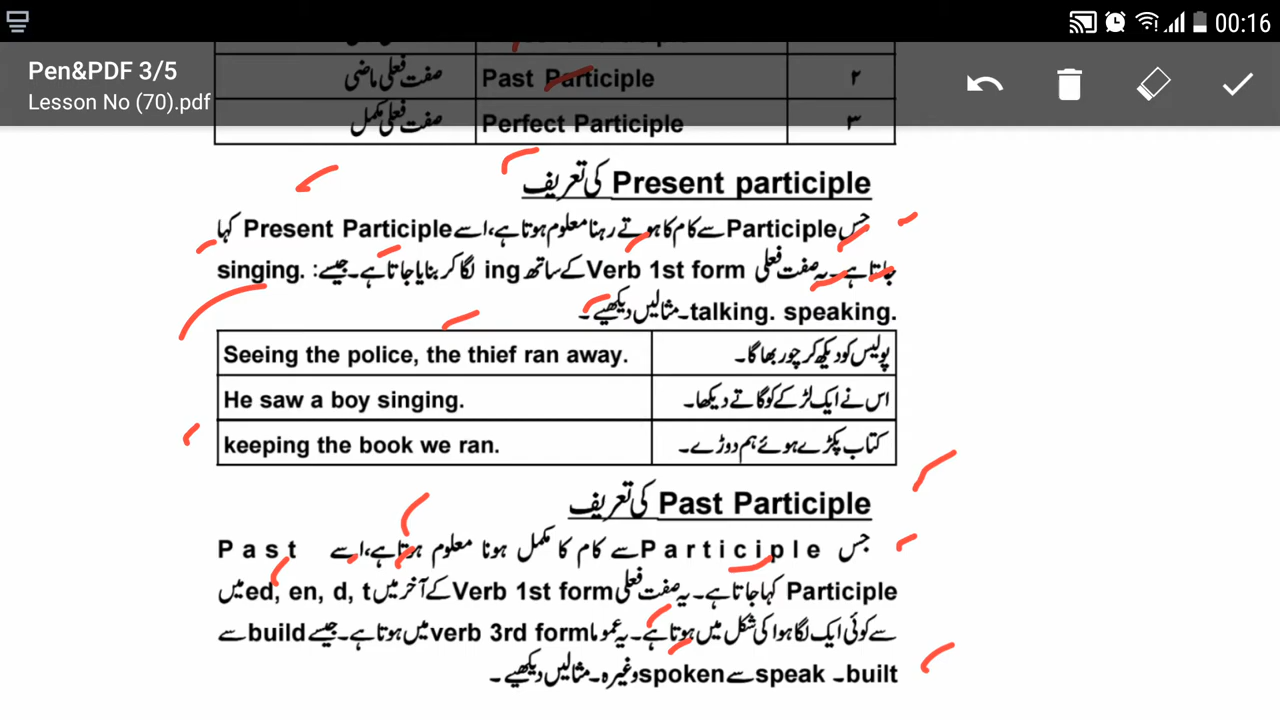 00:16
Pen&PDF 3/5
Lesson No (70).pdf
۲ Past Participle صفت فعلی ماضی
۳ Perfect Participle صفت فعلی مکمل
Present participle کی تعریف
جس Participle سے کام کا ہوتے رہنا معلوم ہوتا ہے، اسے Present Participle کہا
جاتا ہے۔ یہ صفت فعلی Verb 1st form کے ساتھ ing لگا کر بنایا جاتا ہے۔ جیسے: singing.
talking. speaking.۔ مثالیں دیکھیے۔
پولیس کو دیکھ کر چور بھاگا۔ Seeing the police, the thief ran away.
اس نے ایک لڑکے کو گاتے دیکھا۔ He saw a boy singing.
کتاب پکڑے ہوئے ہم دوڑے۔ keeping the book we ran.
Past Participle کی تعریف
جس Participle سے کام کا مکمل ہونا معلوم ہوتا ہے، اسے Past
Participle کہا جاتا ہے۔ یہ صفت فعلی Verb 1st form کے آخر میں ed, en, d, t میں
سے کوئی ایک لگا ہوا کی شکل میں ہوتا ہے۔ یہ عموما verb 3rd form میں ہوتا ہے۔ جیسے build سے
built۔ speak سے spoken وغیرہ۔ مثالیں دیکھیے۔